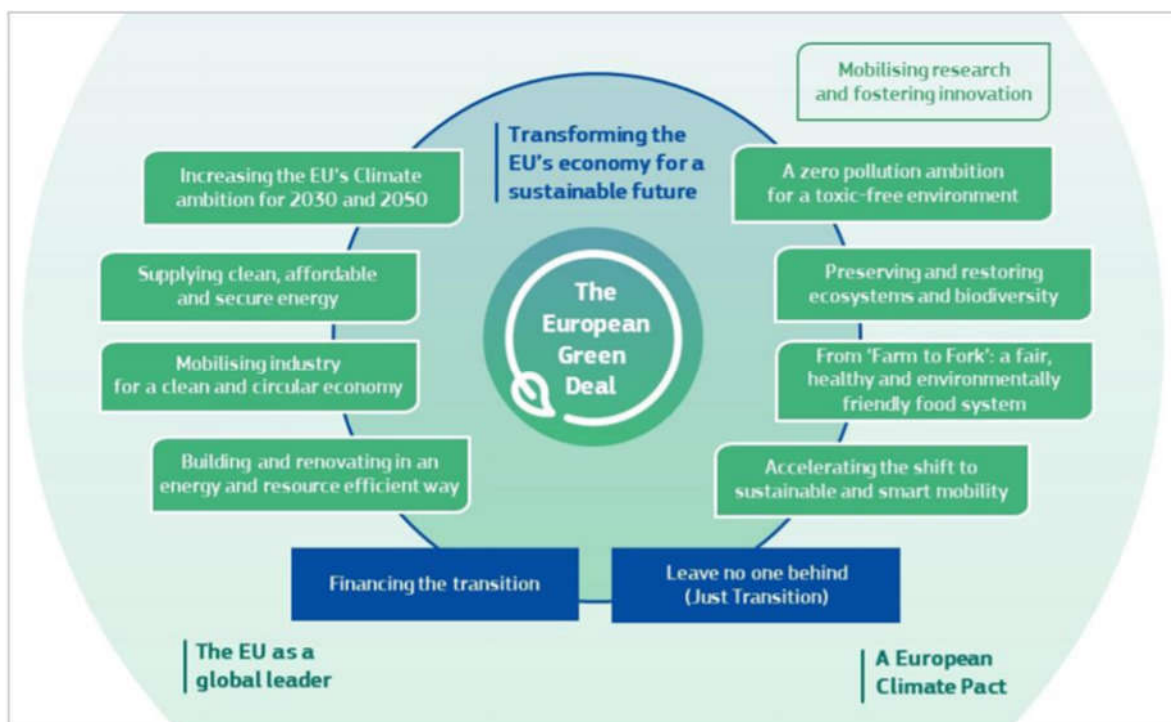 Mobilising research
and fostering innovation
Transforming the
EU's economy for a
sustainable future
Increasing the EU's Climate
ambition for 2030 and 2050
A zero pollution ambition
for a toxic-free environment
Supplying clean, affordable
and secure energy
Preserving and restoring
ecosystems and biodiversity
The
European
Green
Deal
Mobilising industry
for a clean and circular economy
From 'Farm to Fork': a fair,
healthy and environmentally
friendly food system
Building and renovating in an
energy and resource efficient way
Accelerating the shift to
sustainable and smart mobility
Financing the transition
Leave no one behind
(Just Transition)
The EU as a
global leader
A European
Climate Pact